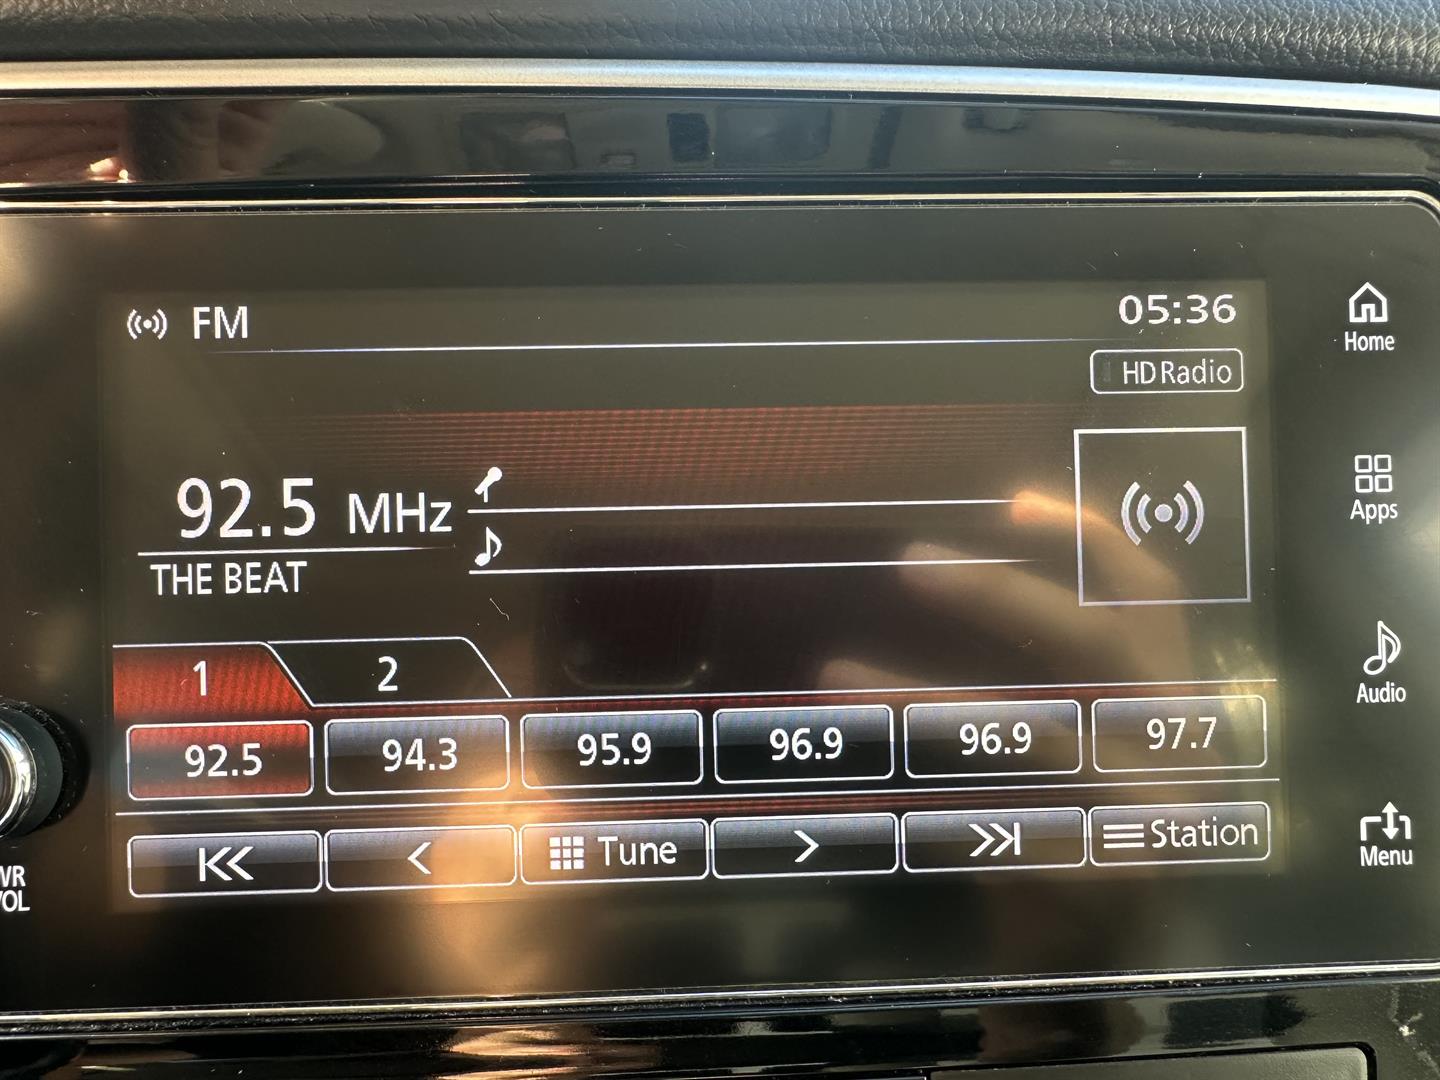 FM
05:36
HD Radio
92.5 MHz
THE BEAT
1 2
92.5 94.3 95.9 96.9 96.9 97.7
Tune Station
Home
Apps
Audio
Menu
VOL